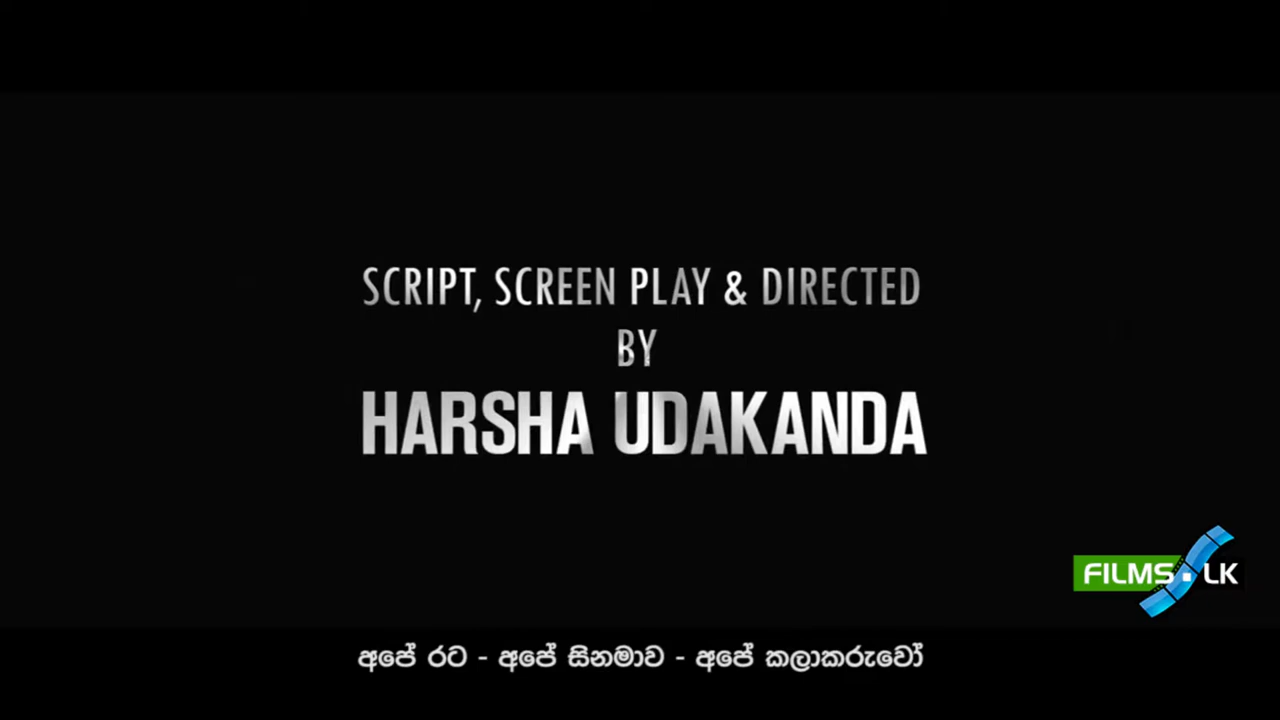 SCRIPT, SCREEN PLAY & DIRECTED
BY
HARSHA UDAKANDA
FILMS.LK
අපේ රට - අපේ සිනමාව - අපේ කලාකරුවෝ